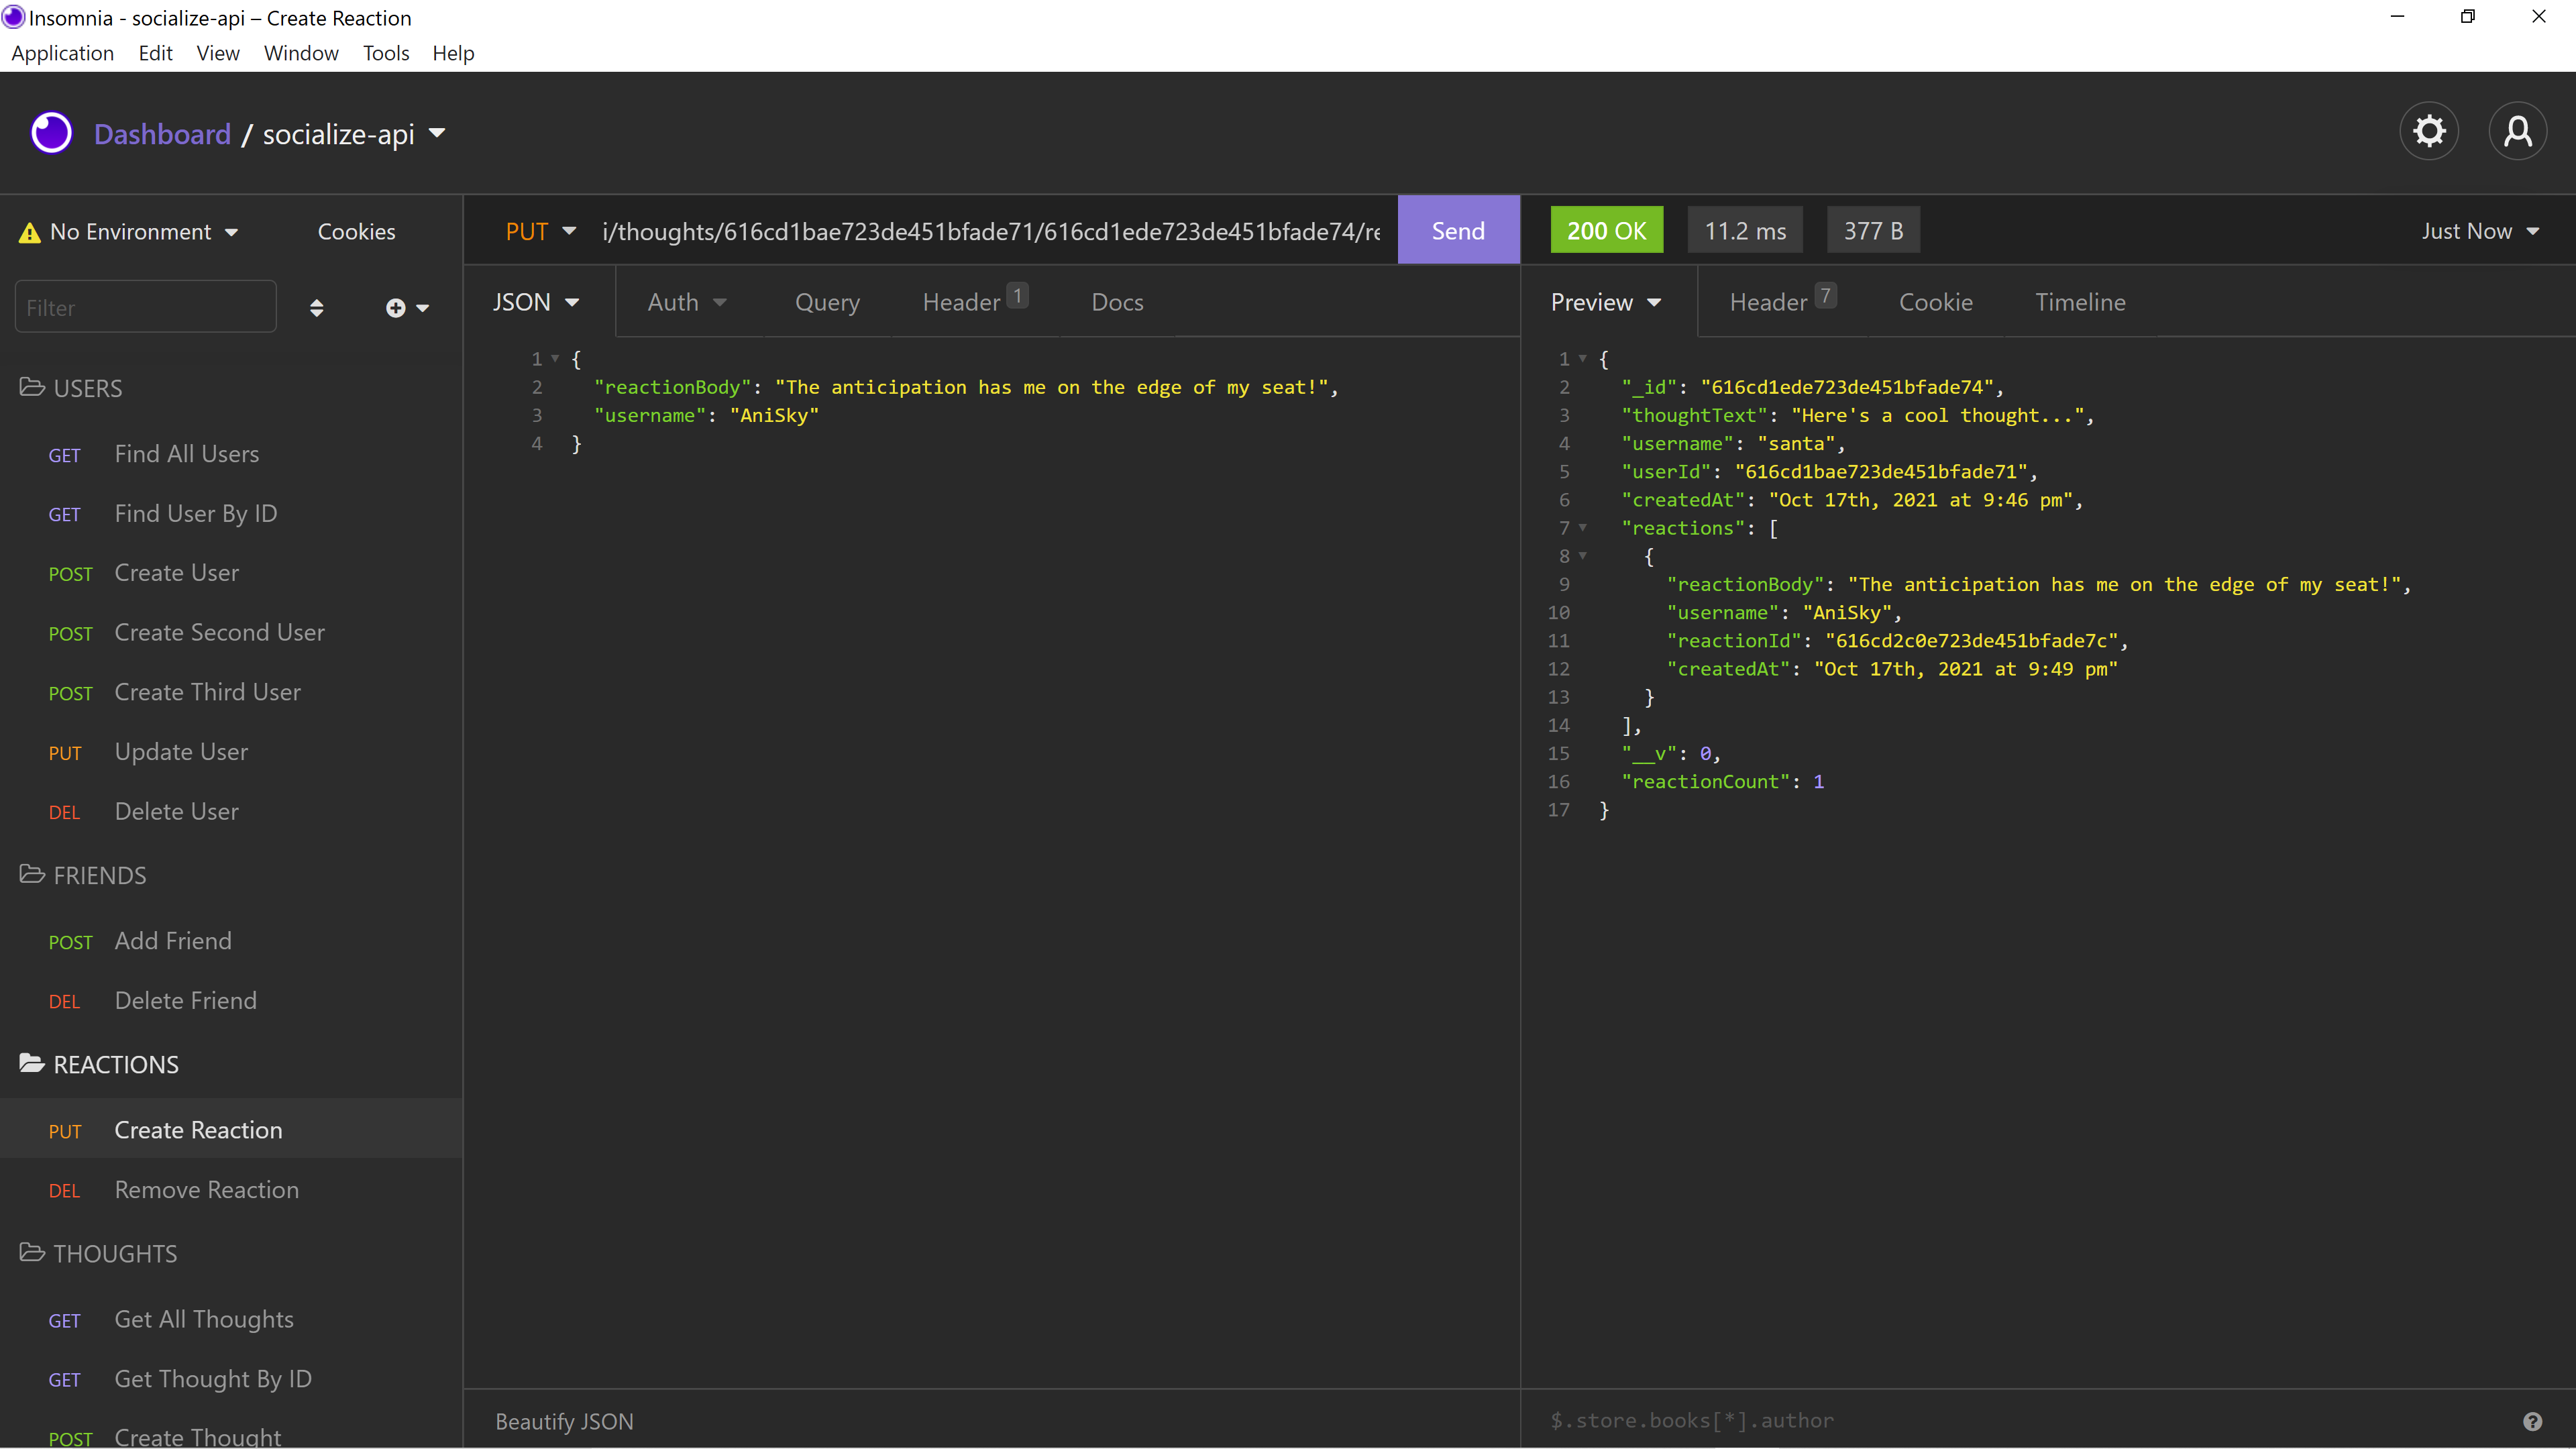 Insomnia - socialize-api – Create Reaction
Application Edit View Window Tools Help
Dashboard / socialize-api
No Environment Cookies
Filter
USERS
GET Find All Users
GET Find User By ID
POST Create User
POST Create Second User
POST Create Third User
PUT Update User
DEL Delete User
FRIENDS
POST Add Friend
DEL Delete Friend
REACTIONS
PUT Create Reaction
DEL Remove Reaction
THOUGHTS
GET Get All Thoughts
GET Get Thought By ID
POST Create Thought
PUT i/thoughts/616cd1bae723de451bfade71/616cd1ede723de451bfade74/re Send
JSON Auth Query Header 1 Docs
1 {
2 "reactionBody": "The anticipation has me on the edge of my seat!",
3 "username": "AniSky"
4 }
Beautify JSON
200 OK 11.2 ms 377 B Just Now
Preview Header 7 Cookie Timeline
1 {
2 "_id": "616cd1ede723de451bfade74",
3 "thoughtText": "Here's a cool thought...",
4 "username": "santa",
5 "userId": "616cd1bae723de451bfade71",
6 "createdAt": "Oct 17th, 2021 at 9:46 pm",
7 "reactions": [
8 {
9 "reactionBody": "The anticipation has me on the edge of my seat!",
10 "username": "AniSky",
11 "reactionId": "616cd2c0e723de451bfade7c",
12 "createdAt": "Oct 17th, 2021 at 9:49 pm"
13 }
14 ],
15 "__v": 0,
16 "reactionCount": 1
17 }
$.store.books[*].author